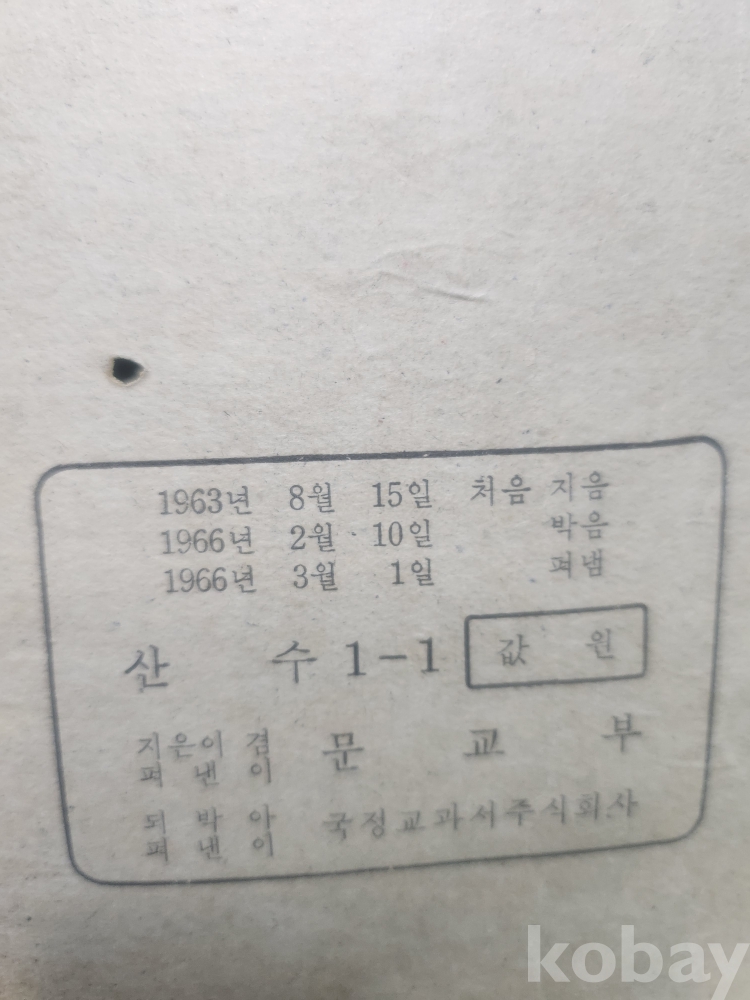 1963년 8월 15일 처음 지음
1966년 2월 10일 박음
1966년 3월 1일 펴냄
산 수 1-1 값 원
지은이 겸
펴 낸 이
문 교 부
되 박 아
펴 낸 이
국정교과서주식회사
kobay